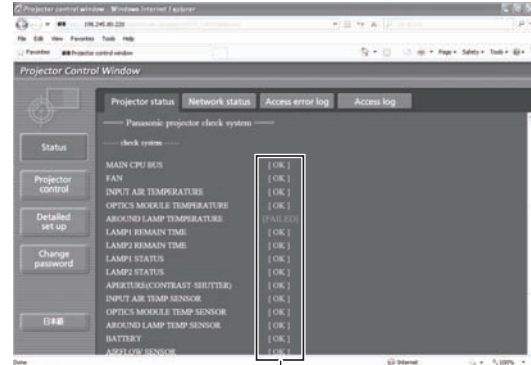 Projector control window - Windows Internet Explorer
File Edit View Favorites Tools Help
Favorites Projector control window
Page Safety Tools
Projector Control Window
Projector status Network status Access error log Access log
Panasonic projector check system
check system
Status
Projector control
Detailed set up
Change password
日本語
MAIN CPU BUS [ OK ]
FAN [ OK ]
INPUT AIR TEMPERATURE [ OK ]
OPTICS MODULE TEMPERATURE [ OK ]
AROUND LAMP TEMPERATURE [FAILED]
LAMP1 REMAIN TIME [ OK ]
LAMP2 REMAIN TIME [ OK ]
LAMP1 STATUS [ OK ]
LAMP2 STATUS [ OK ]
APERTURE(CONTRAST-SHUTTER) [ OK ]
INPUT AIR TEMP SENSOR [ OK ]
OPTICS MODULE TEMP SENSOR [ OK ]
AROUND LAMP TEMP SENSOR [ OK ]
BATTERY [ OK ]
AIRFLOW SENSOR [ OK ]
Done Internet 100%